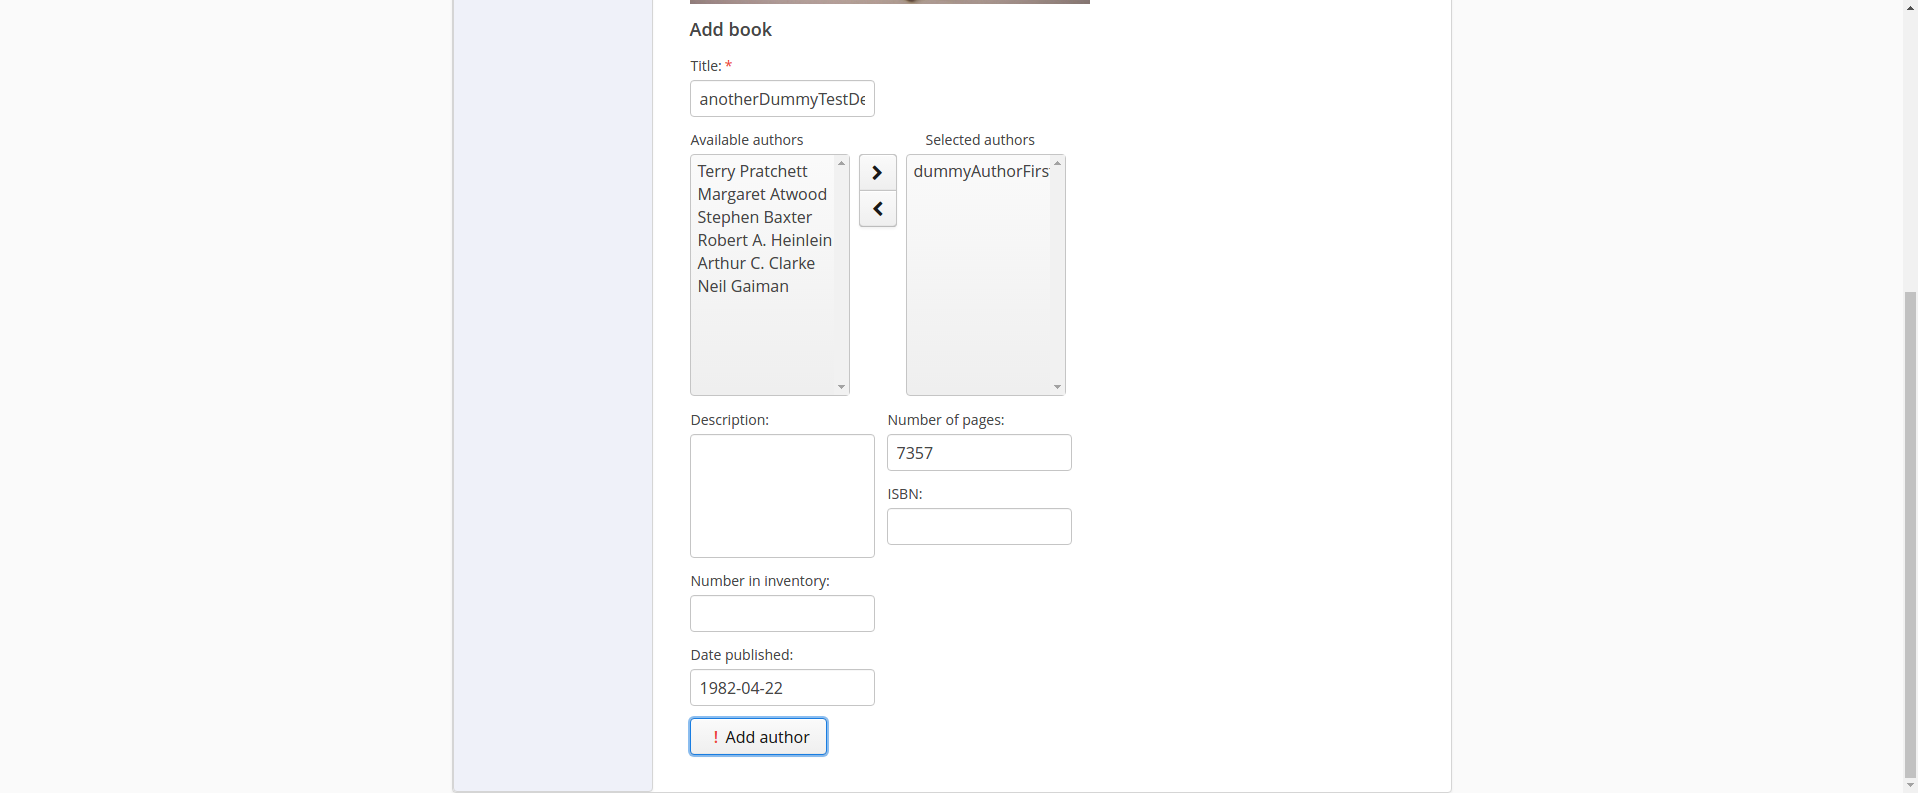 Add book
Title: *
anotherDummyTestDe
Available authors
Selected authors
Terry Pratchett
Margaret Atwood
Stephen Baxter
Robert A. Heinlein
Arthur C. Clarke
Neil Gaiman
dummyAuthorFirs
Description:
Number of pages:
7357
ISBN:
Number in inventory:
Date published:
1982-04-22
! Add author